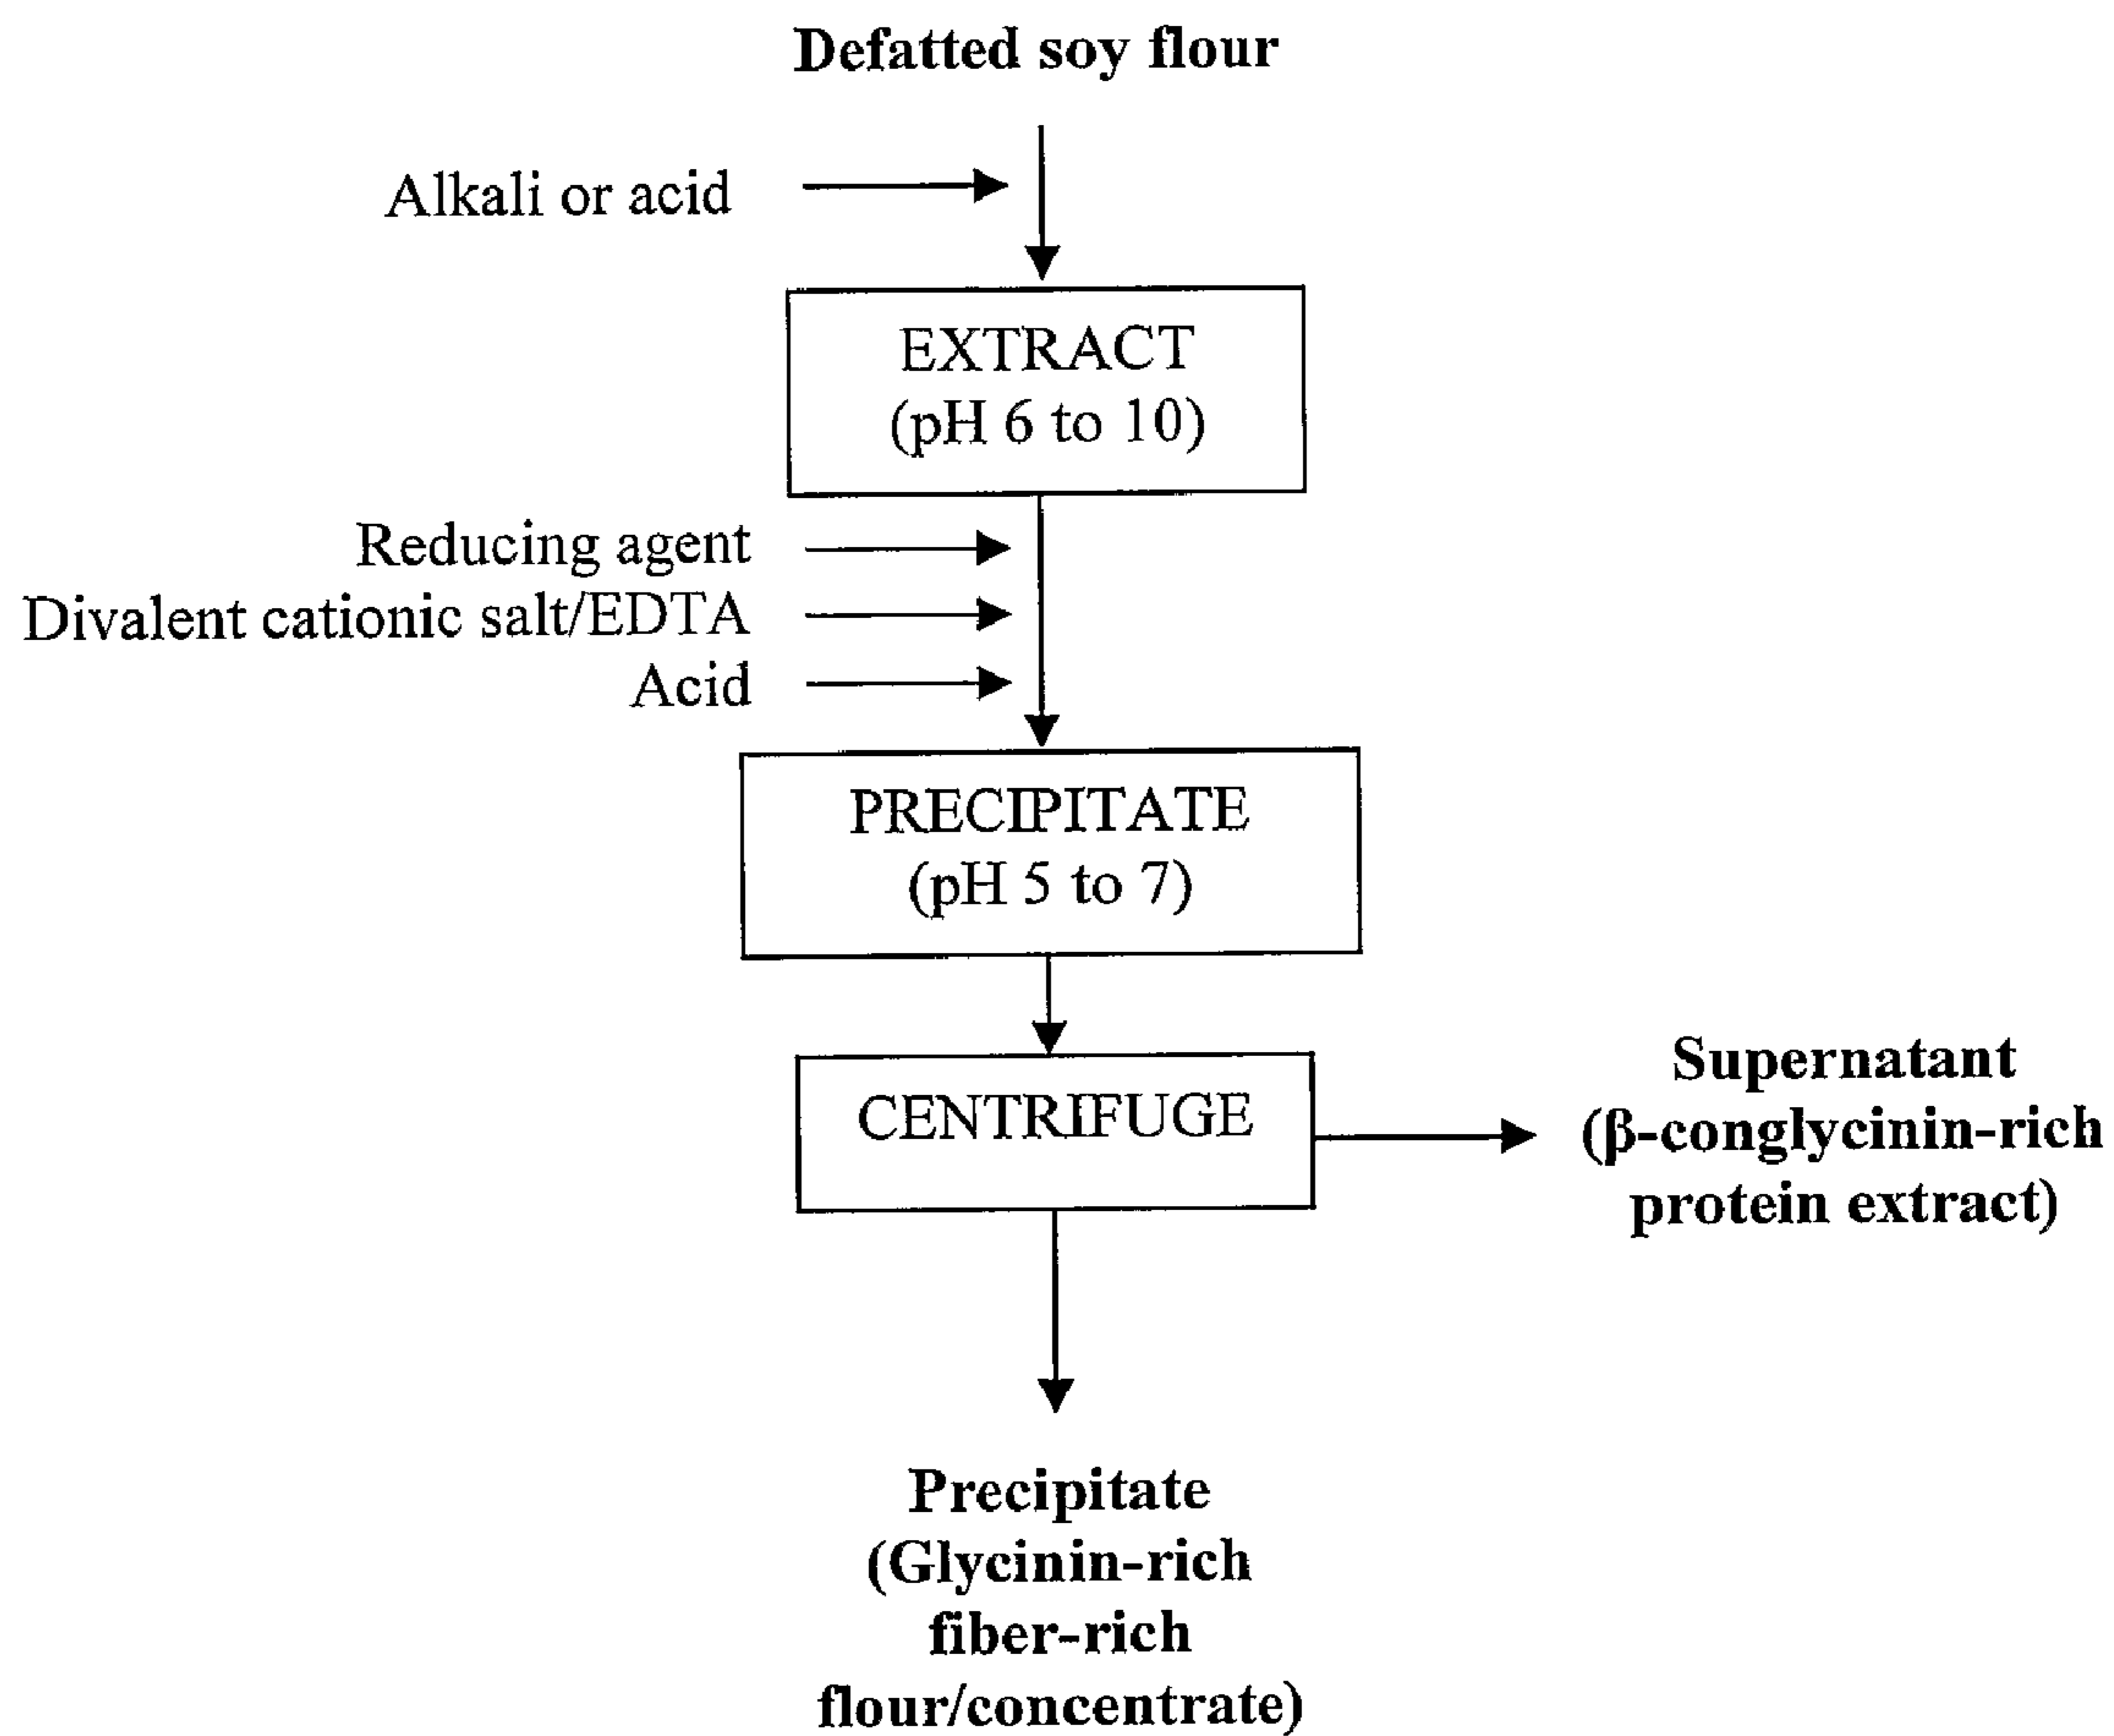 Defatted soy flour
Alkali or acid
EXTRACT
(pH 6 to 10)
Reducing agent
Divalent cationic salt/EDTA
Acid
PRECIPITATE
(pH 5 to 7)
CENTRIFUGE
Supernatant
(β-conglycinin-rich
protein extract)
Precipitate
(Glycinin-rich
fiber-rich
flour/concentrate)